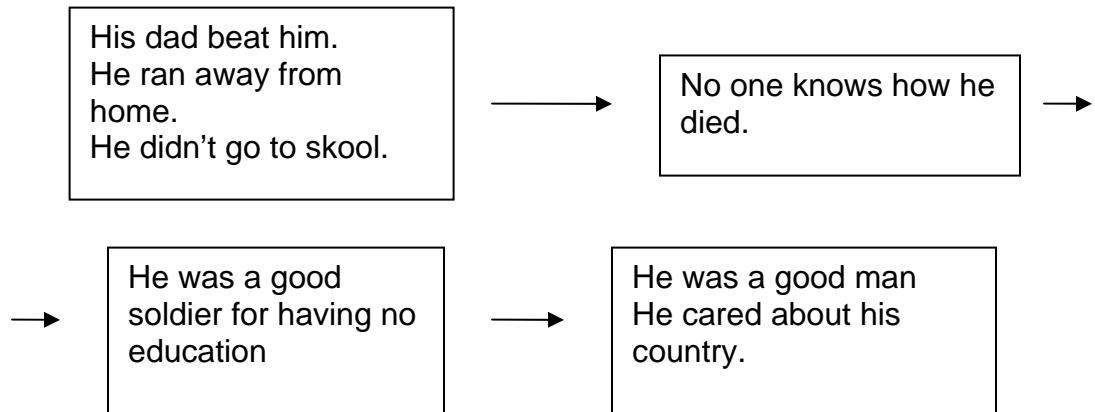 His dad beat him.
He ran away from
home.
He didn’t go to skool.
No one knows how he
died.
He was a good
soldier for having no
education
He was a good man
He cared about his
country.